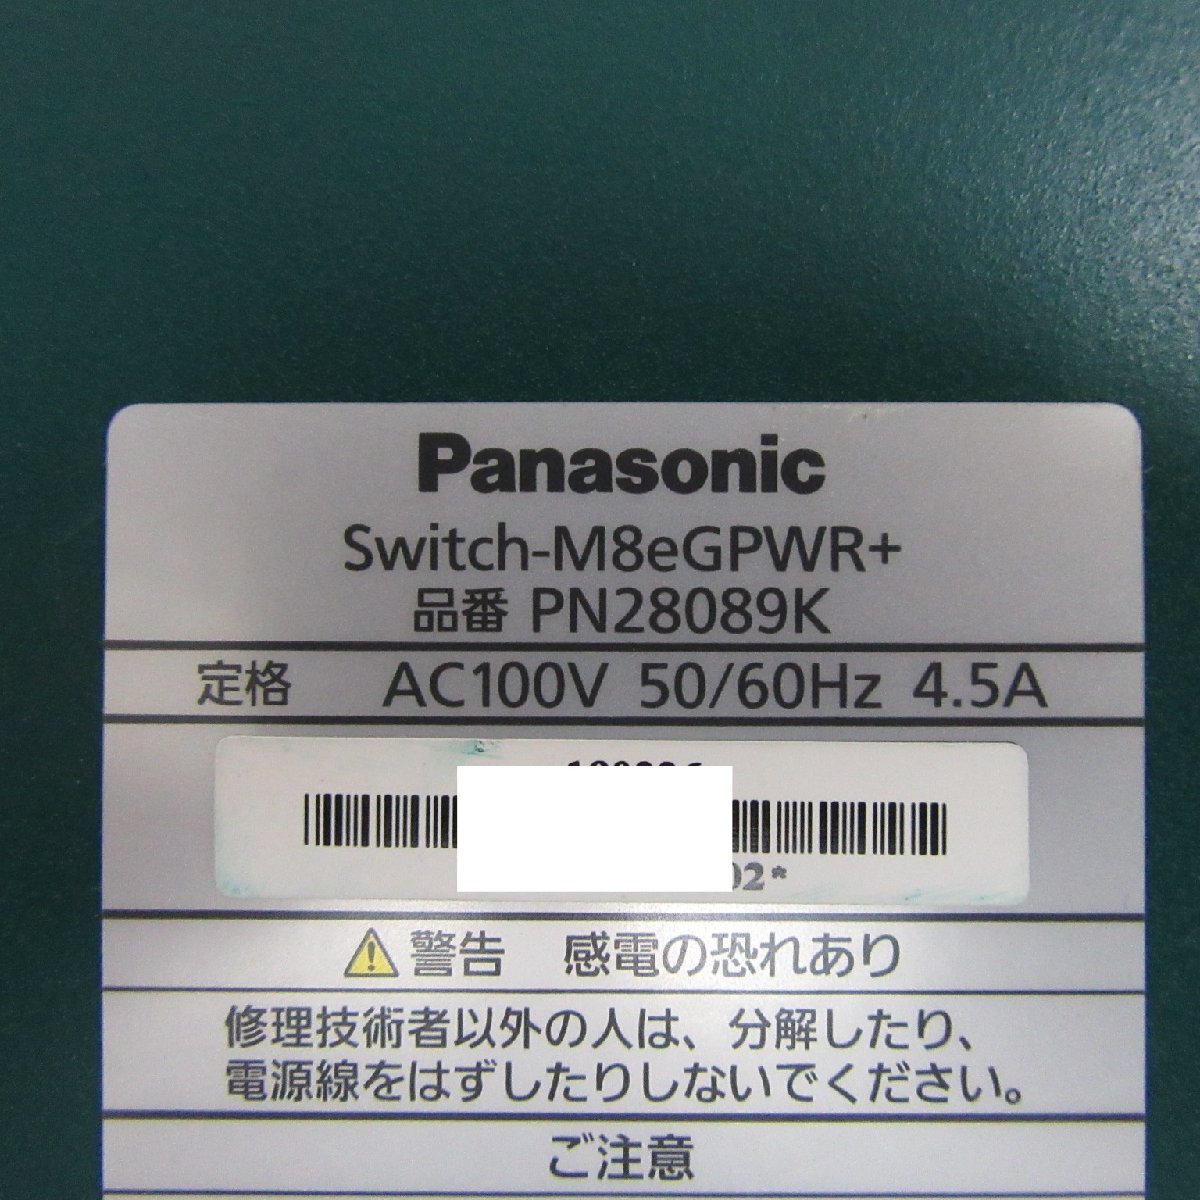 Panasonic
Switch-M8eGPWR+
品番 PN28089K
定格 AC100V 50/60Hz 4.5A
02*
警告 感電の恐れあり
修理技術者以外の人は、分解したり、
電源線をはずしたりしないでください。
ご注意